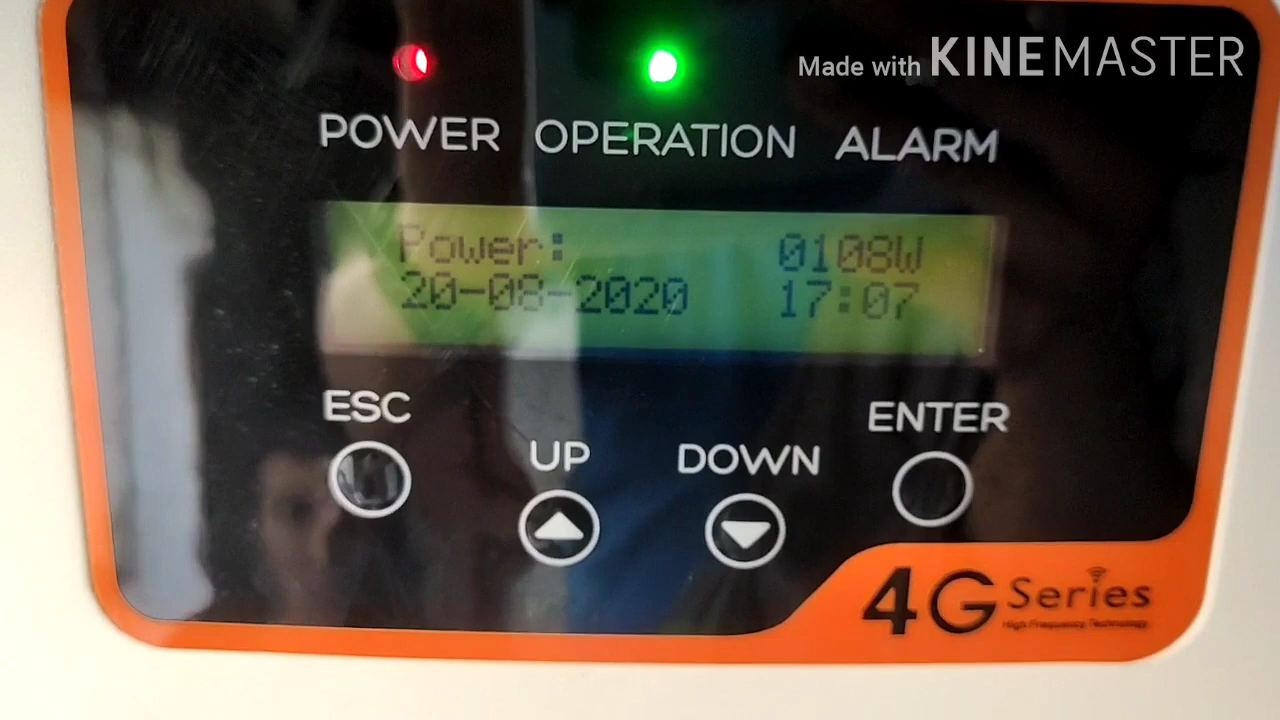 Made with KINEMASTER
POWER OPERATION ALARM
Power: 0108W
20-08-2020 17:07
ESC
UP
DOWN
ENTER
4G Series
High Frequency Technology